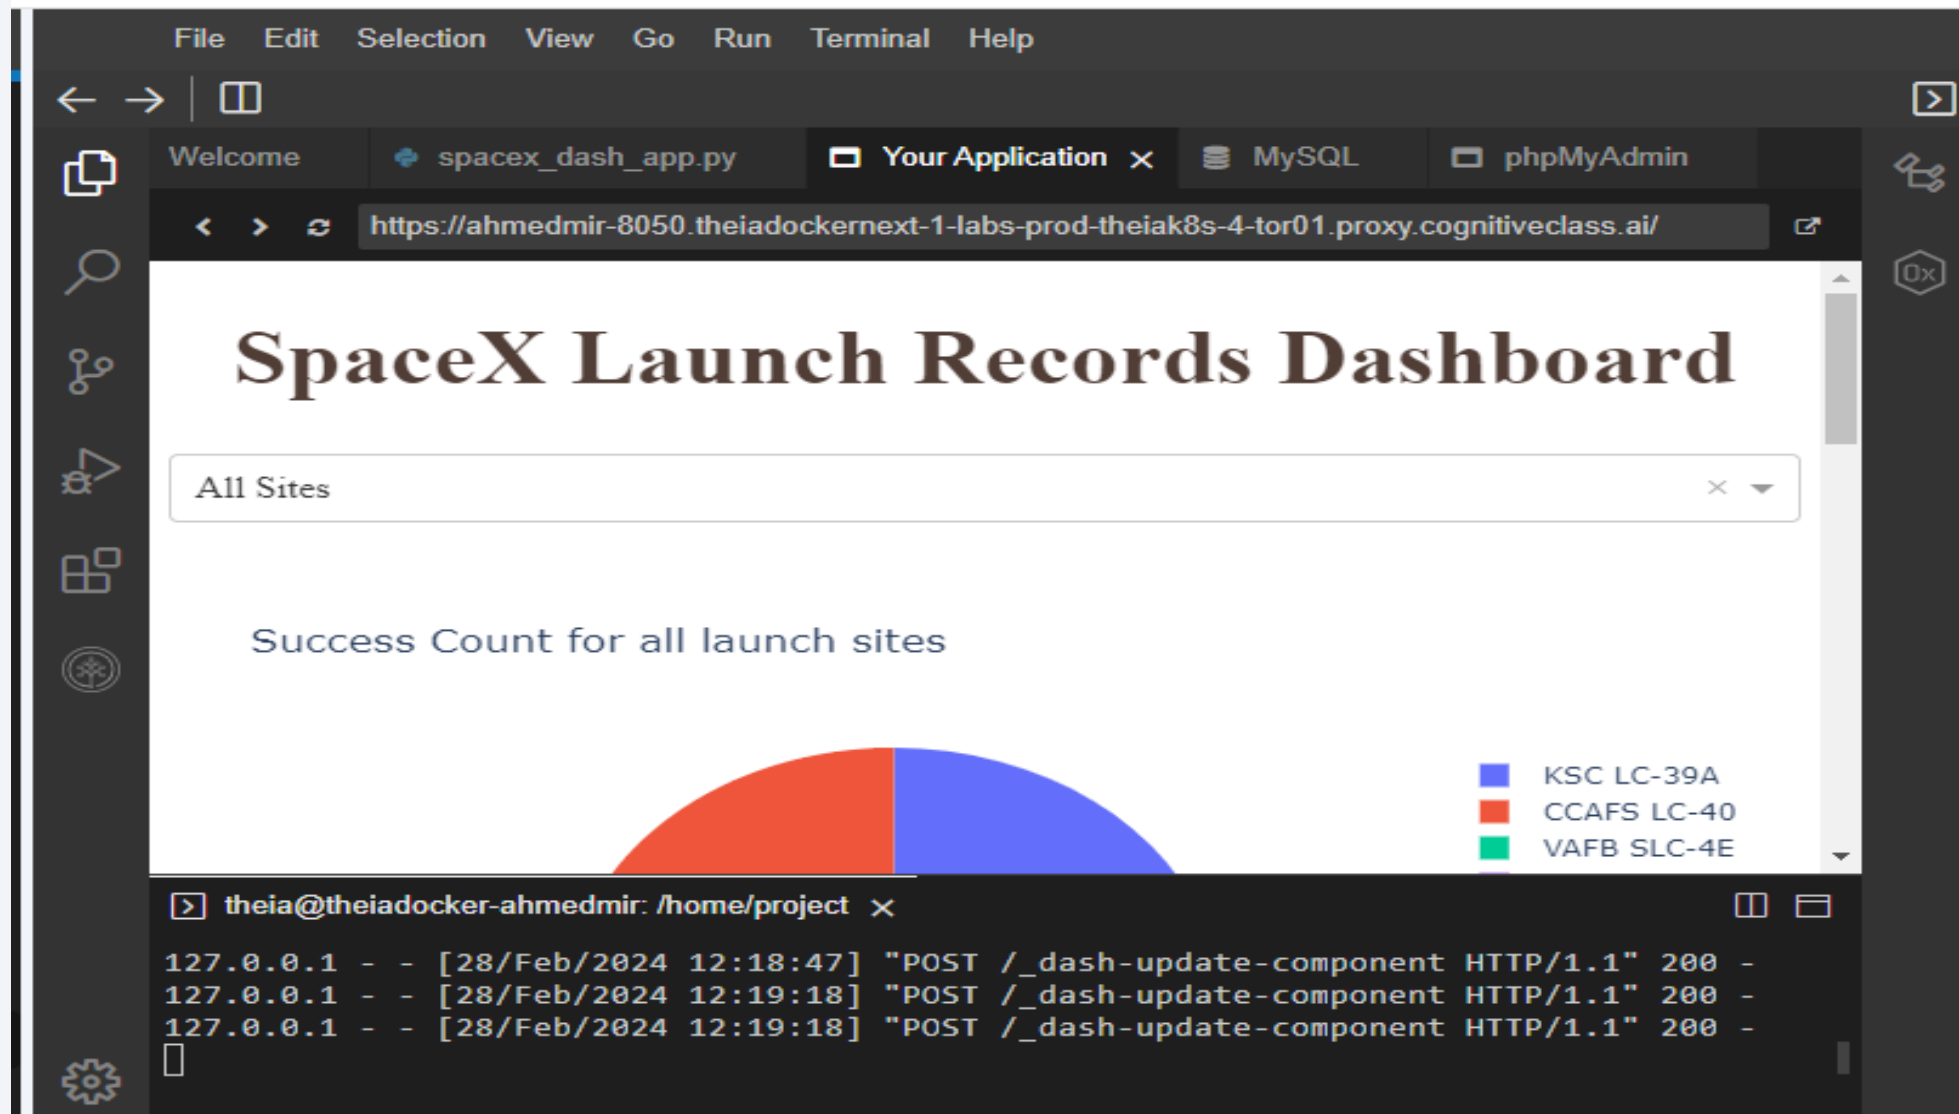 File Edit Selection View Go Run Terminal Help
Welcome spacex_dash_app.py Your Application MySQL phpMyAdmin
https://ahmedmir-8050.theiadockernext-1-labs-prod-theiak8s-4-tor01.proxy.cognitiveclass.ai/
SpaceX Launch Records Dashboard
All Sites
Success Count for all launch sites
KSC LC-39A
CCAFS LC-40
VAFB SLC-4E
theia@theiadocker-ahmedmir: /home/project
127.0.0.1 - - [28/Feb/2024 12:18:47] "POST /_dash-update-component HTTP/1.1" 200 -
127.0.0.1 - - [28/Feb/2024 12:19:18] "POST /_dash-update-component HTTP/1.1" 200 -
127.0.0.1 - - [28/Feb/2024 12:19:18] "POST /_dash-update-component HTTP/1.1" 200 -
0x